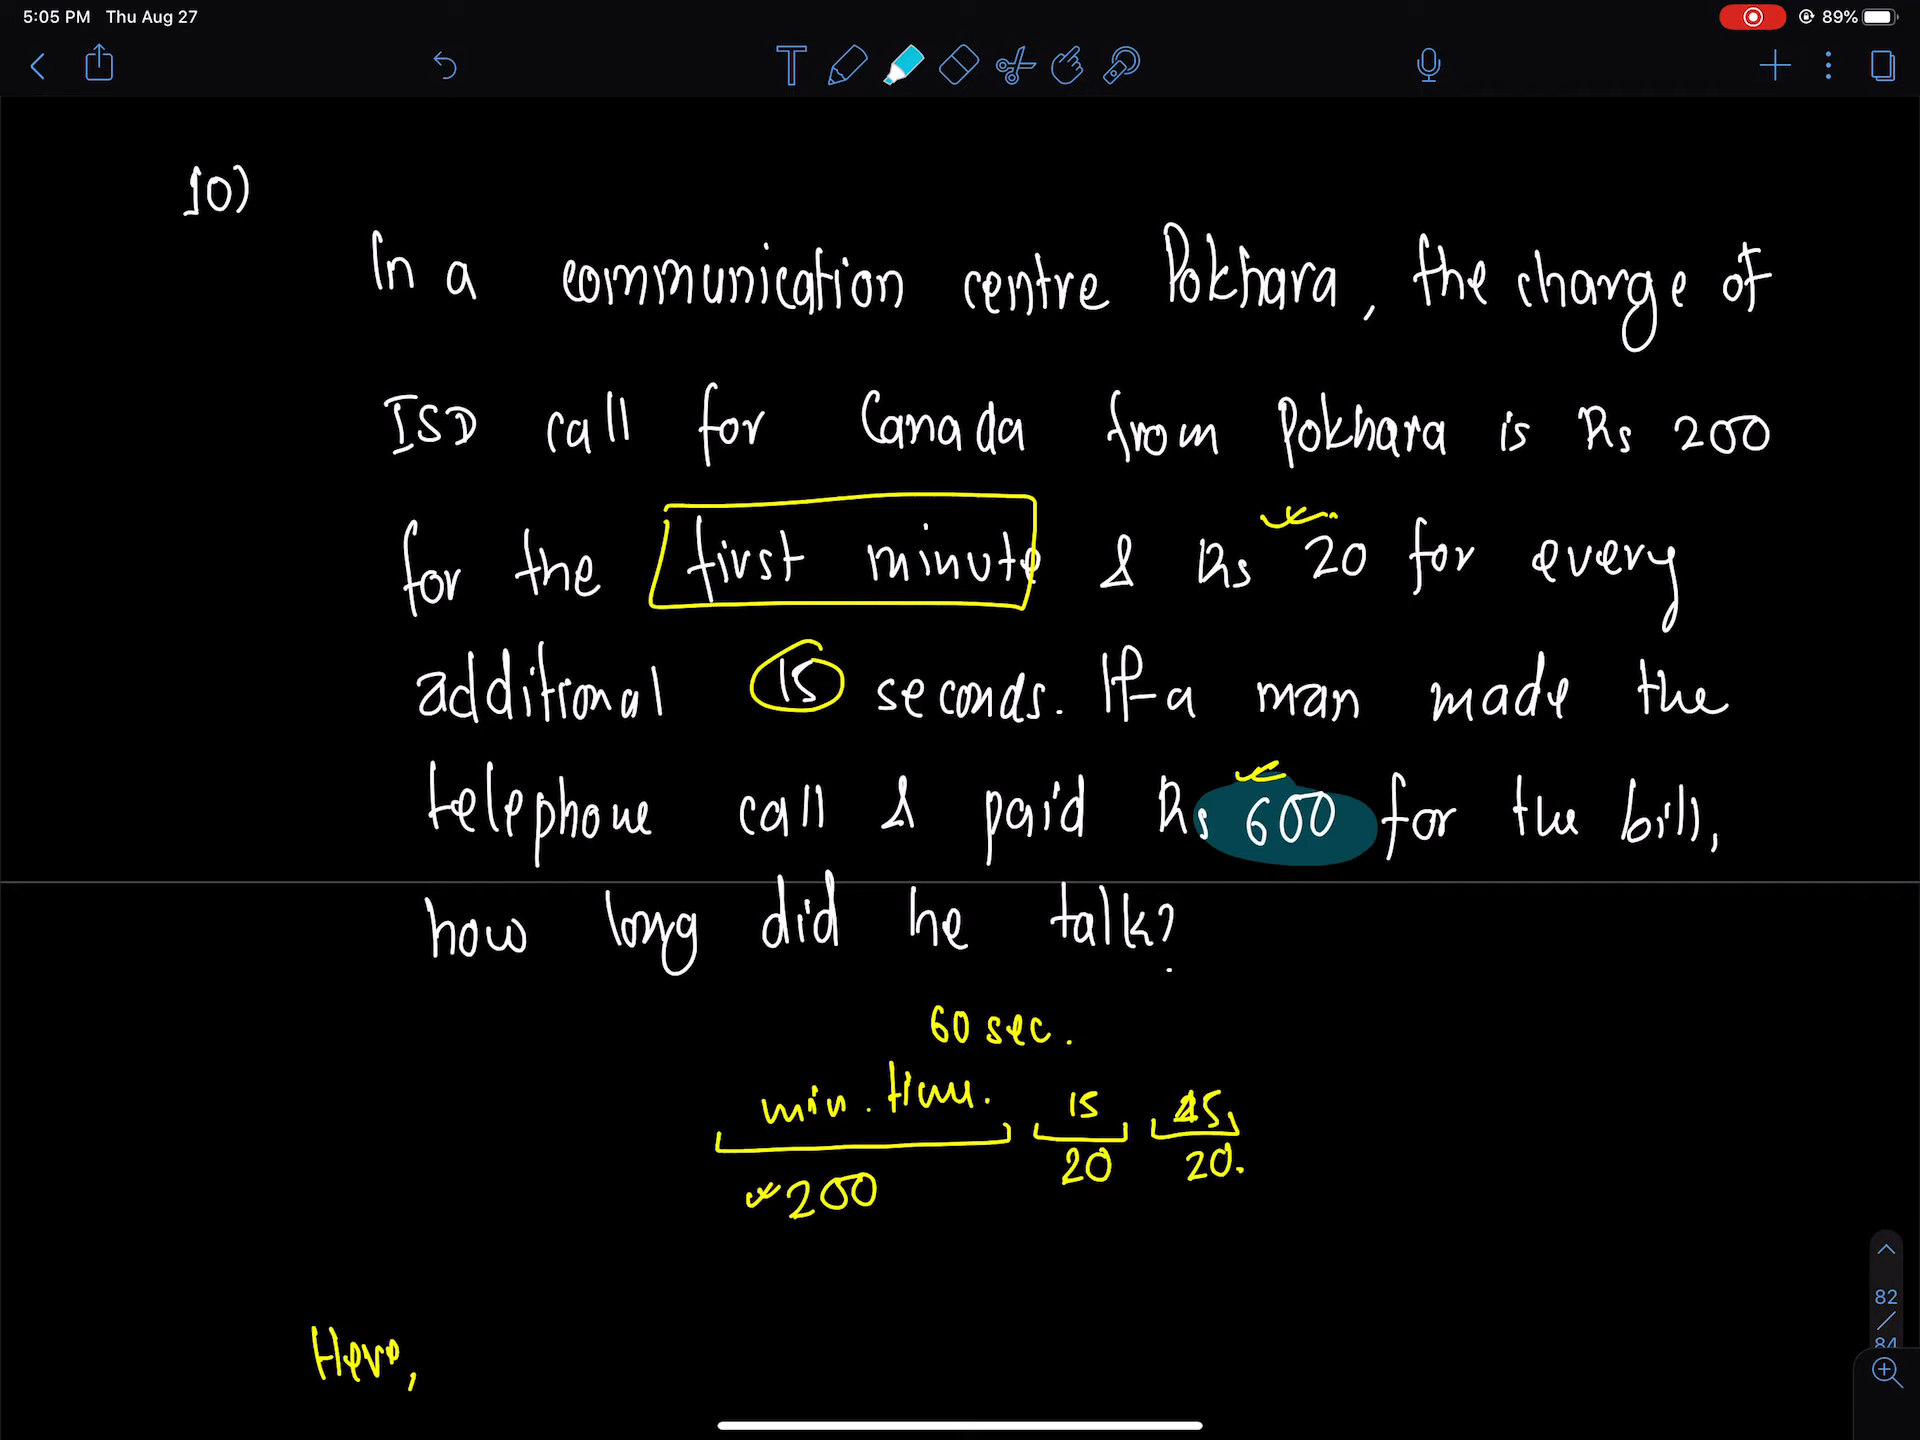 5:05 PM Thu Aug 27
89%
10)
In a communication centre Pokhara, the charge of
ISD call for Canada from Pokhara is Rs 200
for the first minute & Rs 20 for every
additional 15 seconds. If a man made the
telephone call & paid Rs 600 for the bill,
how long did he talk?
60 sec.
min. time. 15 15
200 20 20.
82
/
84
Here,